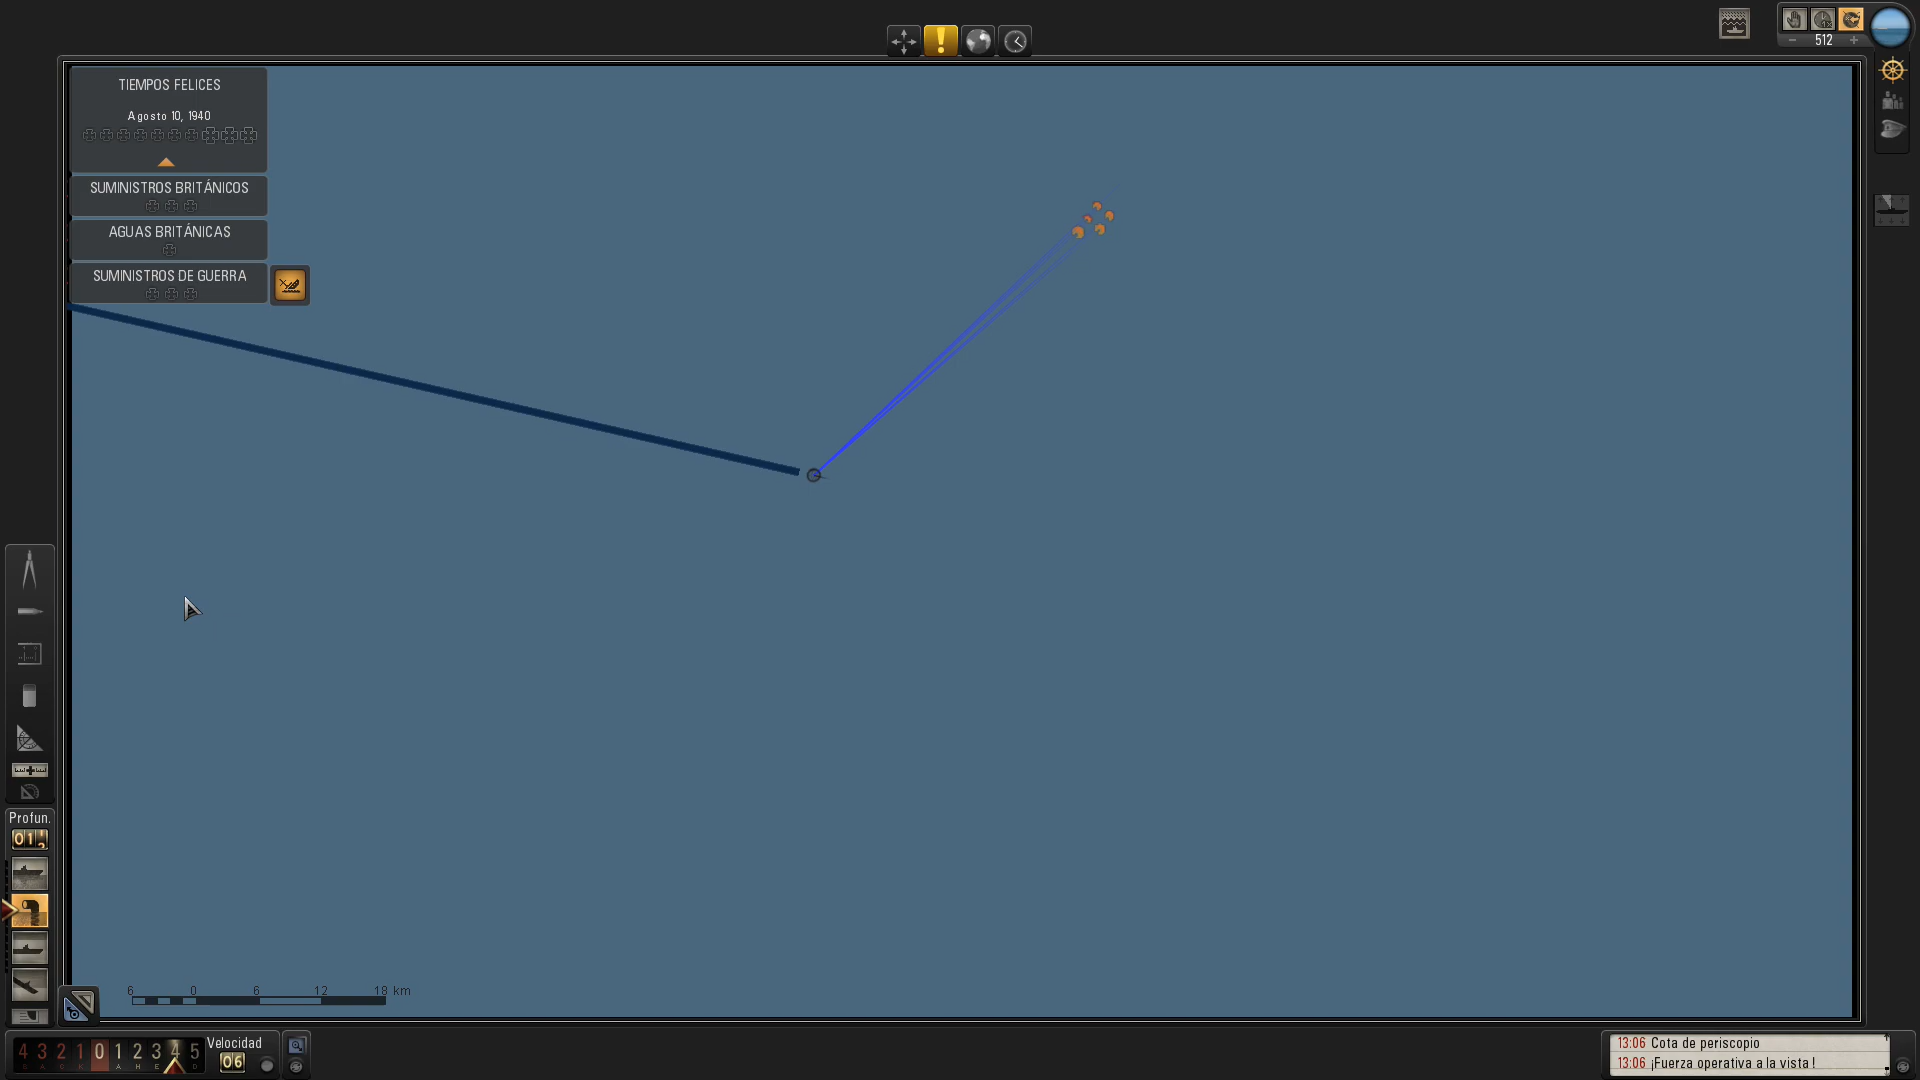 512
TIEMPOS FELICES
Agosto 10, 1940
SUMINISTROS BRITÁNICOS
AGUAS BRITÁNICAS
SUMINISTROS DE GUERRA
Profun.
6 0 6 12 18 km
4 3 2 1 0 1 2 3 4 5
Velocidad
06
13:06 Cota de periscopio
13:06 ¡Fuerza operativa a la vista !